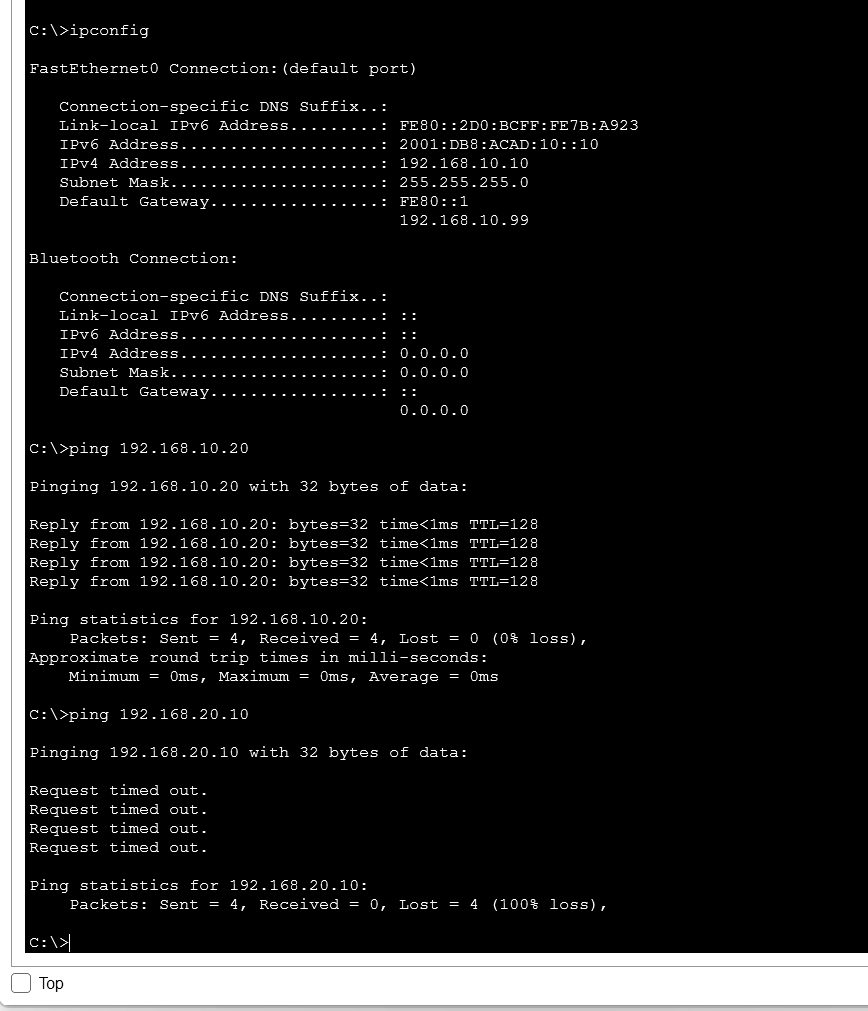 C:\>ipconfig
FastEthernet0 Connection:(default port)
Connection-specific DNS Suffix..:
Link-local IPv6 Address.........: FE80::2D0:BCFF:FE7B:A923
IPv6 Address....................: 2001:DB8:ACAD:10::10
IPv4 Address....................: 192.168.10.10
Subnet Mask.....................: 255.255.255.0
Default Gateway.................: FE80::1
192.168.10.99
Bluetooth Connection:
Connection-specific DNS Suffix..:
Link-local IPv6 Address.........: ::
IPv6 Address....................: ::
IPv4 Address....................: 0.0.0.0
Subnet Mask.....................: 0.0.0.0
Default Gateway.................: ::
0.0.0.0
C:\>ping 192.168.10.20
Pinging 192.168.10.20 with 32 bytes of data:
Reply from 192.168.10.20: bytes=32 time<1ms TTL=128
Reply from 192.168.10.20: bytes=32 time<1ms TTL=128
Reply from 192.168.10.20: bytes=32 time<1ms TTL=128
Reply from 192.168.10.20: bytes=32 time<1ms TTL=128
Ping statistics for 192.168.10.20:
Packets: Sent = 4, Received = 4, Lost = 0 (0% loss),
Approximate round trip times in milli-seconds:
Minimum = 0ms, Maximum = 0ms, Average = 0ms
C:\>ping 192.168.20.10
Pinging 192.168.20.10 with 32 bytes of data:
Request timed out.
Request timed out.
Request timed out.
Request timed out.
Ping statistics for 192.168.20.10:
Packets: Sent = 4, Received = 0, Lost = 4 (100% loss),
C:\>
Top